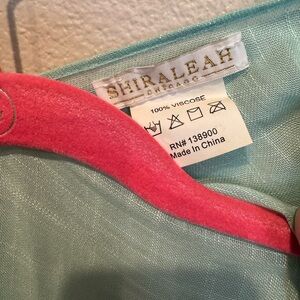 SHIRALEAH
CHICAGO
100% VISCOSE
RN# 138900
Made In China